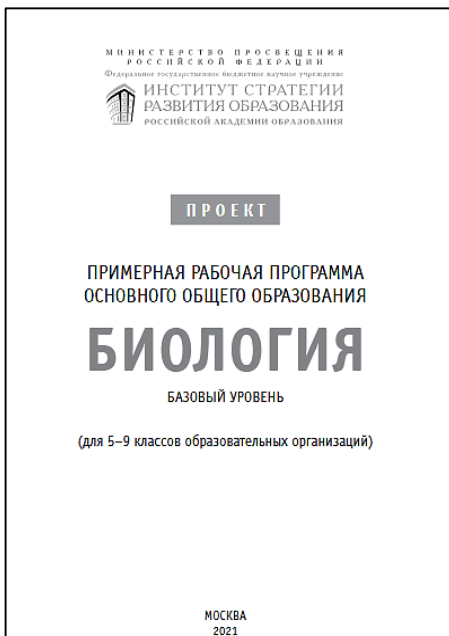 МИНИСТЕРСТВО ПРОСВЕЩЕНИЯ
РОССИЙСКОЙ ФЕДЕРАЦИИ
Федеральное государственное бюджетное научное учреждение
ИНСТИТУТ СТРАТЕГИИ
РАЗВИТИЯ ОБРАЗОВАНИЯ
РОССИЙСКОЙ АКАДЕМИИ ОБРАЗОВАНИЯ
ПРОЕКТ
ПРИМЕРНАЯ РАБОЧАЯ ПРОГРАММА
ОСНОВНОГО ОБЩЕГО ОБРАЗОВАНИЯ
БИОЛОГИЯ
БАЗОВЫЙ УРОВЕНЬ
(для 5–9 классов образовательных организаций)
МОСКВА
2021